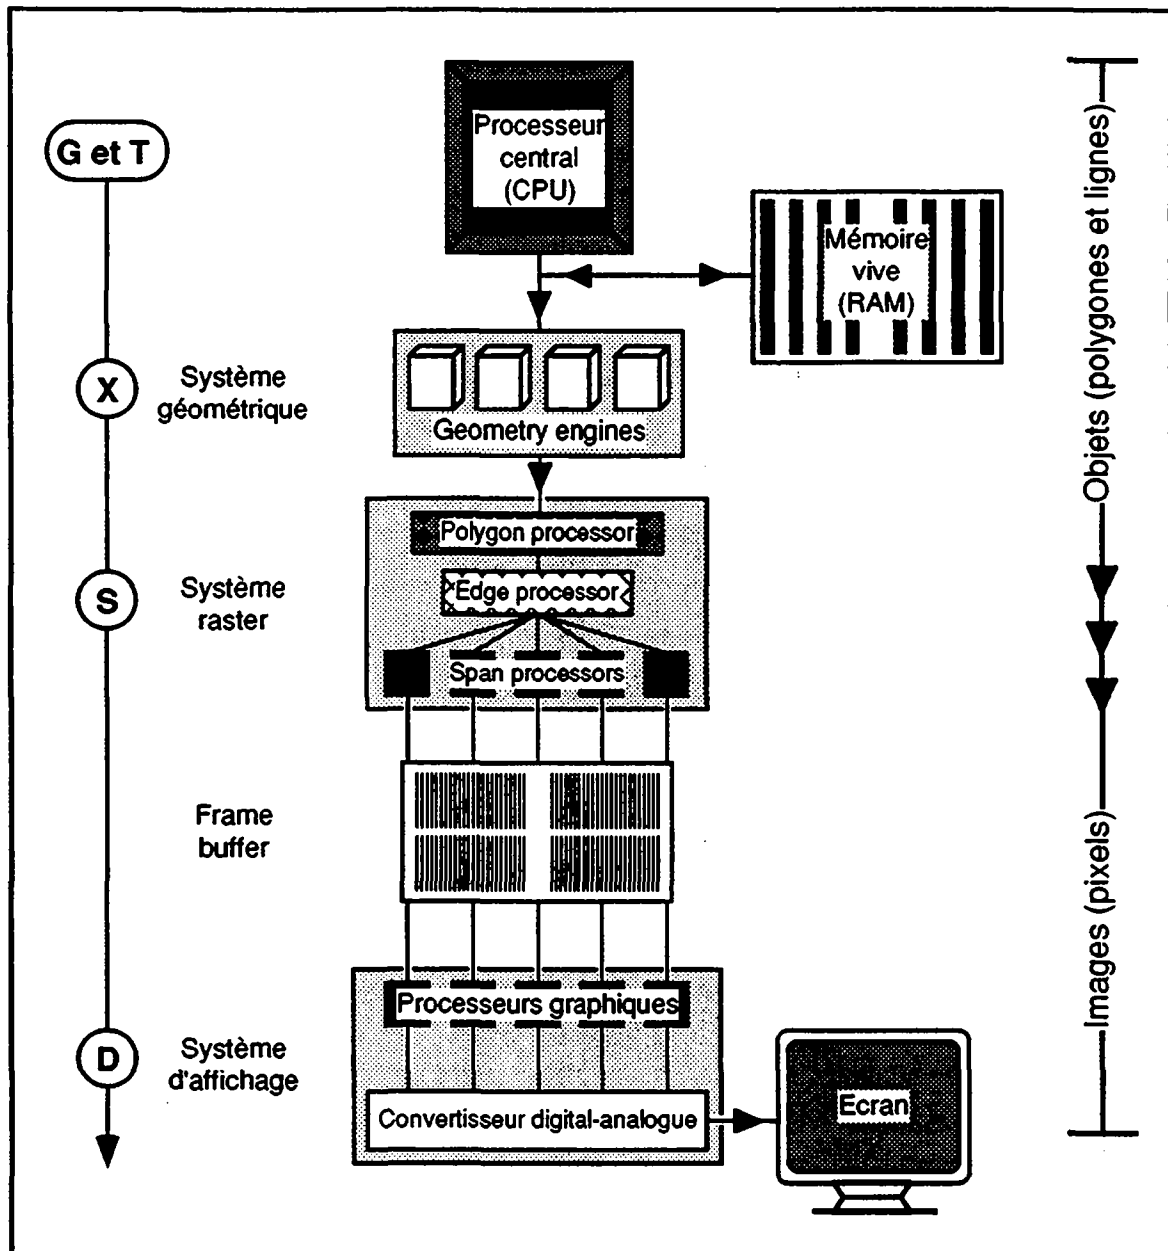 Processeur
central
(CPU)
G et T
Mémoire
vive
(RAM)
Objets (polygones et lignes)
X
Système
géométrique
Geometry engines
Polygon processor
Edge processor
S
Système
raster
Span processors
Frame
buffer
Images (pixels)
Processeurs graphiques
D
Système
d'affichage
Convertisseur digital-analogue
Ecran